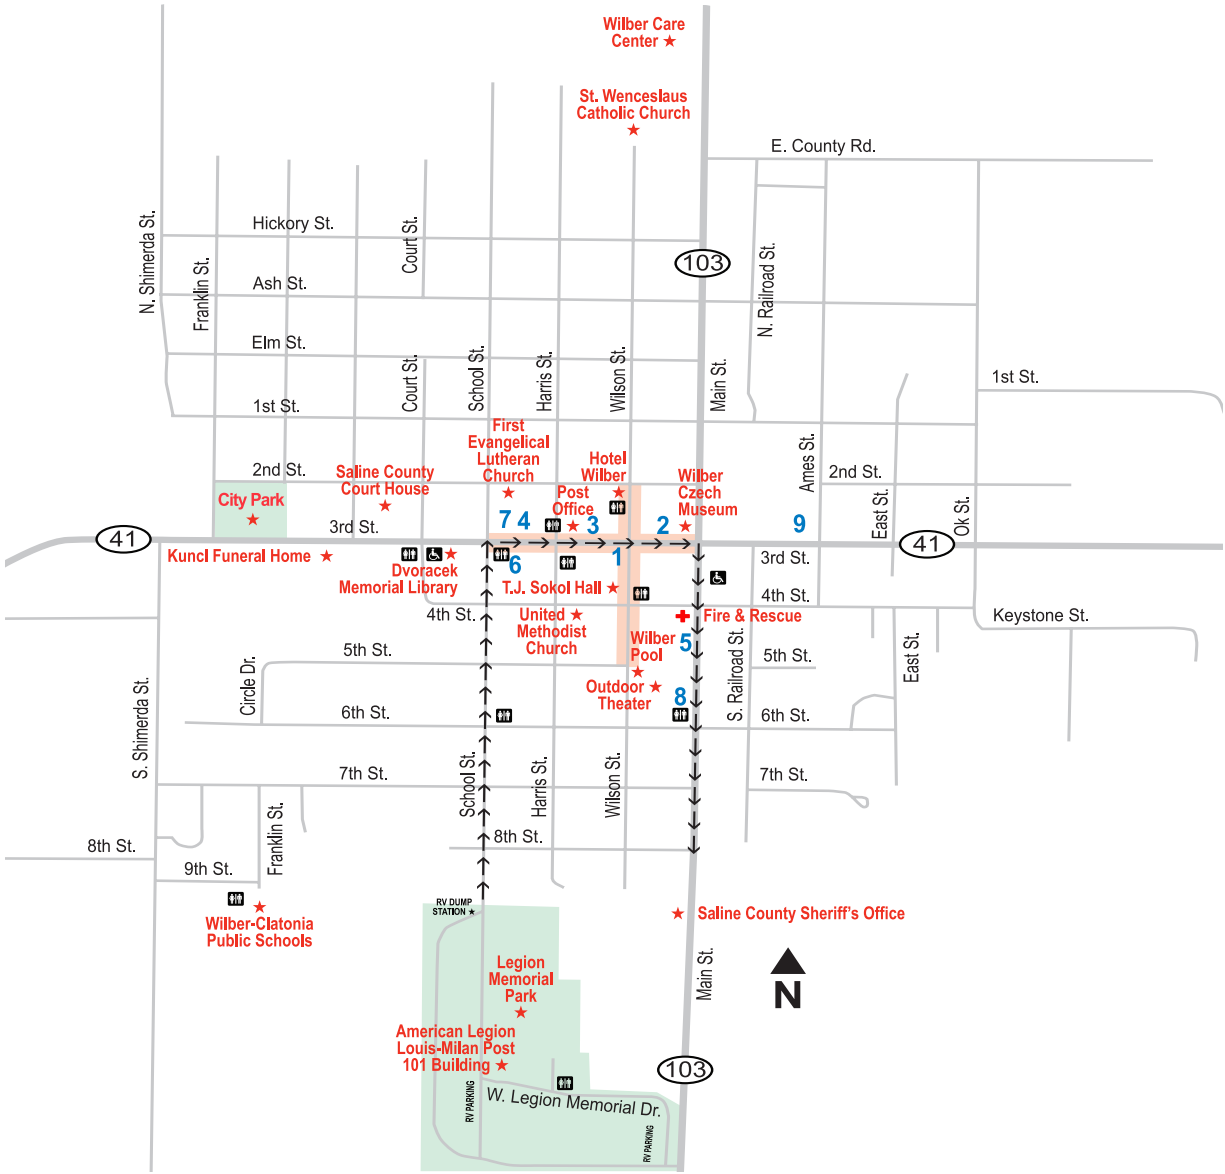 Wilber Care
Center
St. Wenceslaus
Catholic Church
E. County Rd.
Hickory St.
N. Shimerda St.
Court St.
103
N. Railroad St.
Franklin St.
Ash St.
Elm St.
Court St.
School St.
Harris St.
Wilson St.
Main St.
1st St.
1st St.
First
Evangelical
Lutheran
Church
Hotel
Wilber
Ames St.
2nd St.
Saline County
Court House
Post
Office
Wilber
Czech
Museum
2nd St.
City Park
East St.
Ok St.
3rd St.
7
4
3
2
9
41
41
Kuncl Funeral Home
Dvoracek
Memorial Library
6
1
3rd St.
T.J. Sokol Hall
4th St.
4th St.
United
Methodist
Church
Fire & Rescue
Keystone St.
Wilber
Pool
5
5th St.
5th St.
Circle Dr.
S. Railroad St.
East St.
Outdoor
Theater
8
S. Shimerda St.
6th St.
6th St.
7th St.
School St.
Harris St.
Wilson St.
7th St.
8th St.
Franklin St.
8th St.
9th St.
RV DUMP
STATION
Wilber-Clatonia
Public Schools
Saline County Sheriff's Office
Legion
Memorial
Park
Main St.
N
American Legion
Louis-Milan Post
101 Building
103
RV PARKING
W. Legion Memorial Dr.
RV PARKING